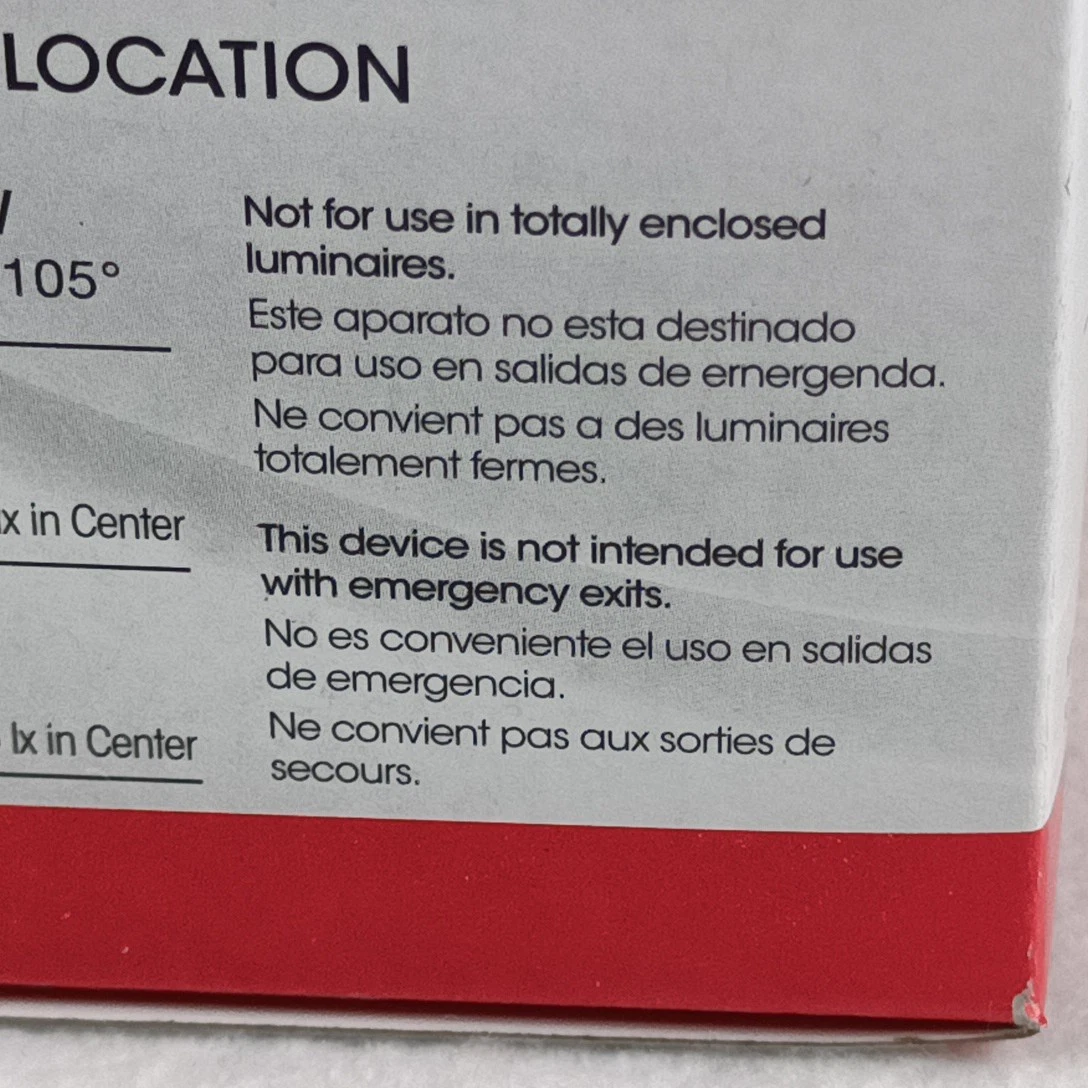 LOCATION
105°
x in Center
lx in Center
Not for use in totally enclosed
luminaires.
Este aparato no esta destinado
para uso en salidas de ernergenda.
Ne convient pas a des luminaires
totalement fermes.
This device is not intended for use
with emergency exits.
No es conveniente el uso en salidas
de emergencia.
Ne convient pas aux sorties de
secours.